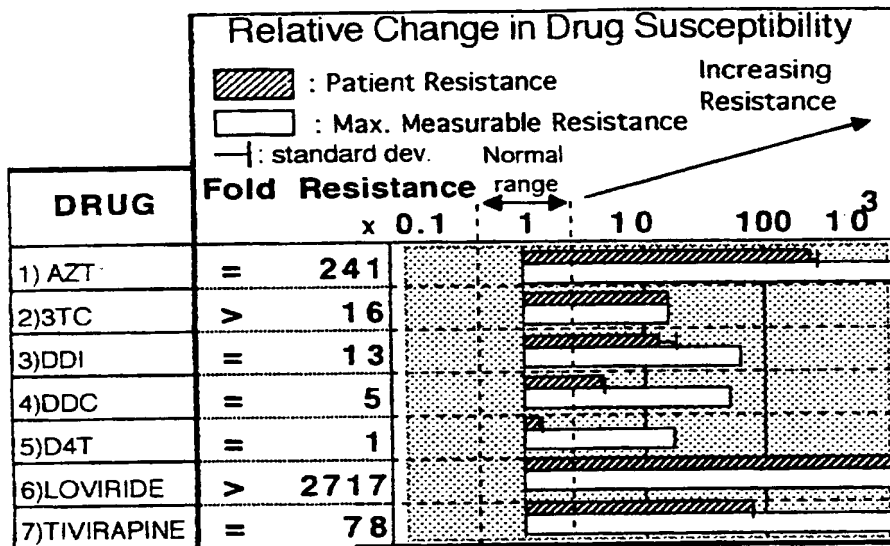 Relative Change in Drug Susceptibility
: Patient Resistance
Increasing
Resistance
: Max. Measurable Resistance
: standard dev.
Normal
range
DRUG
Fold Resistance
x 0.1 1 10 100 10³
1) AZT = 241
2)3TC > 16
3)DDI = 13
4)DDC = 5
5)D4T = 1
6)LOVIRIDE > 2717
7)TIVIRAPINE = 78